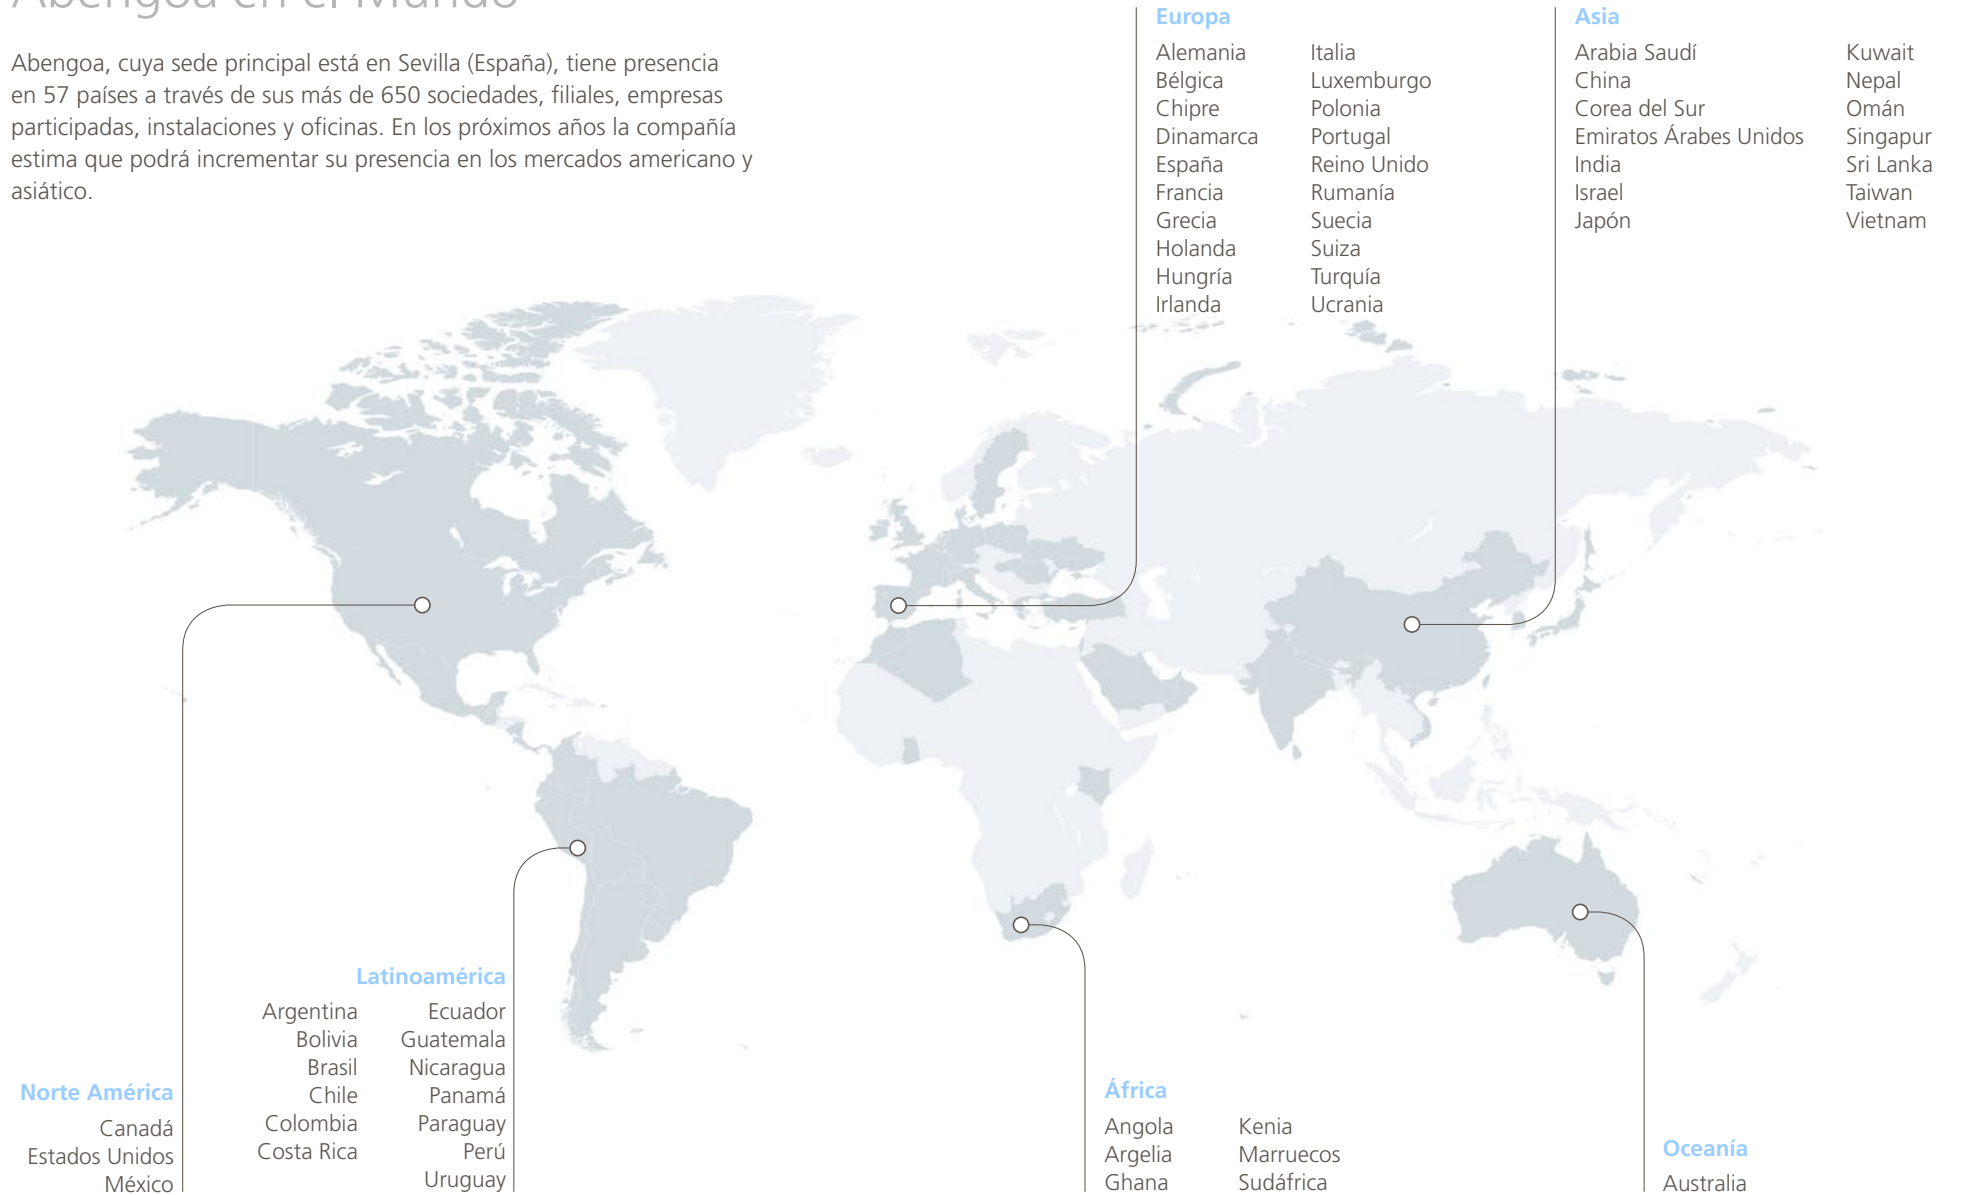 Abengoa en el Mundo
Abengoa, cuya sede principal está en Sevilla (España), tiene presencia
en 57 países a través de sus más de 650 sociedades, filiales, empresas
participadas, instalaciones y oficinas. En los próximos años la compañía
estima que podrá incrementar su presencia en los mercados americano y
asiático.
Europa
Alemania
Bélgica
Chipre
Dinamarca
España
Francia
Grecia
Holanda
Hungría
Irlanda
Italia
Luxemburgo
Polonia
Portugal
Reino Unido
Rumanía
Suecia
Suiza
Turquía
Ucrania
Asia
Arabia Saudí
China
Corea del Sur
Emiratos Árabes Unidos
India
Israel
Japón
Kuwait
Nepal
Omán
Singapur
Sri Lanka
Taiwan
Vietnam
Norte América
Canadá
Estados Unidos
México
Latinoamérica
Argentina
Bolivia
Brasil
Chile
Colombia
Costa Rica
Ecuador
Guatemala
Nicaragua
Panamá
Paraguay
Perú
Uruguay
África
Angola
Argelia
Ghana
Kenia
Marruecos
Sudáfrica
Oceanía
Australia